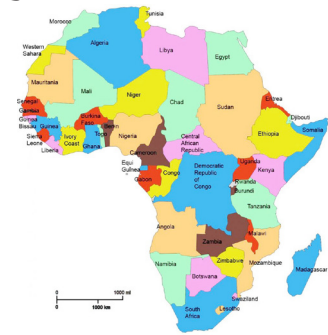 Tunisia
Morocco
Algeria
Libya
Egypt
Western
Sahara
Mauritania
Mali
Niger
Chad
Sudan
Eritrea
Senegal
Gambia
Guinea
Bissau
Guinea
Burkina
Faso
Benin
Nigeria
Djibouti
Somalia
Ethiopia
Sierra
Leone
Liberia
Ivory
Coast
Ghana
Togo
Central
African
Republic
Cameroon
Equ
Guinea
Gabon
Congo
Democratic
Republic
of
Congo
Uganda
Kenya
Rwanda
Burundi
Tanzania
Angola
Zambia
Malawi
Mozambique
Zimbabwe
Namibia
Botswana
Madagascar
Swaziland
Lesotho
South
Africa
0
1000 mi
0
1000 km